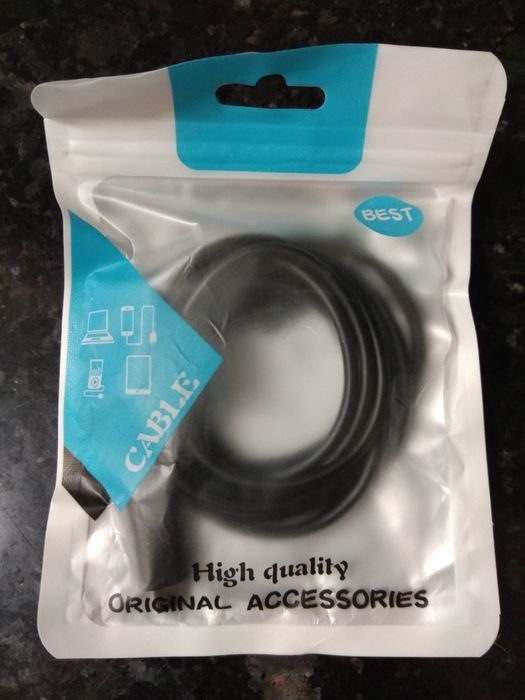 BEST
CABLE
High quality
ORIGINAL ACCESSORIES